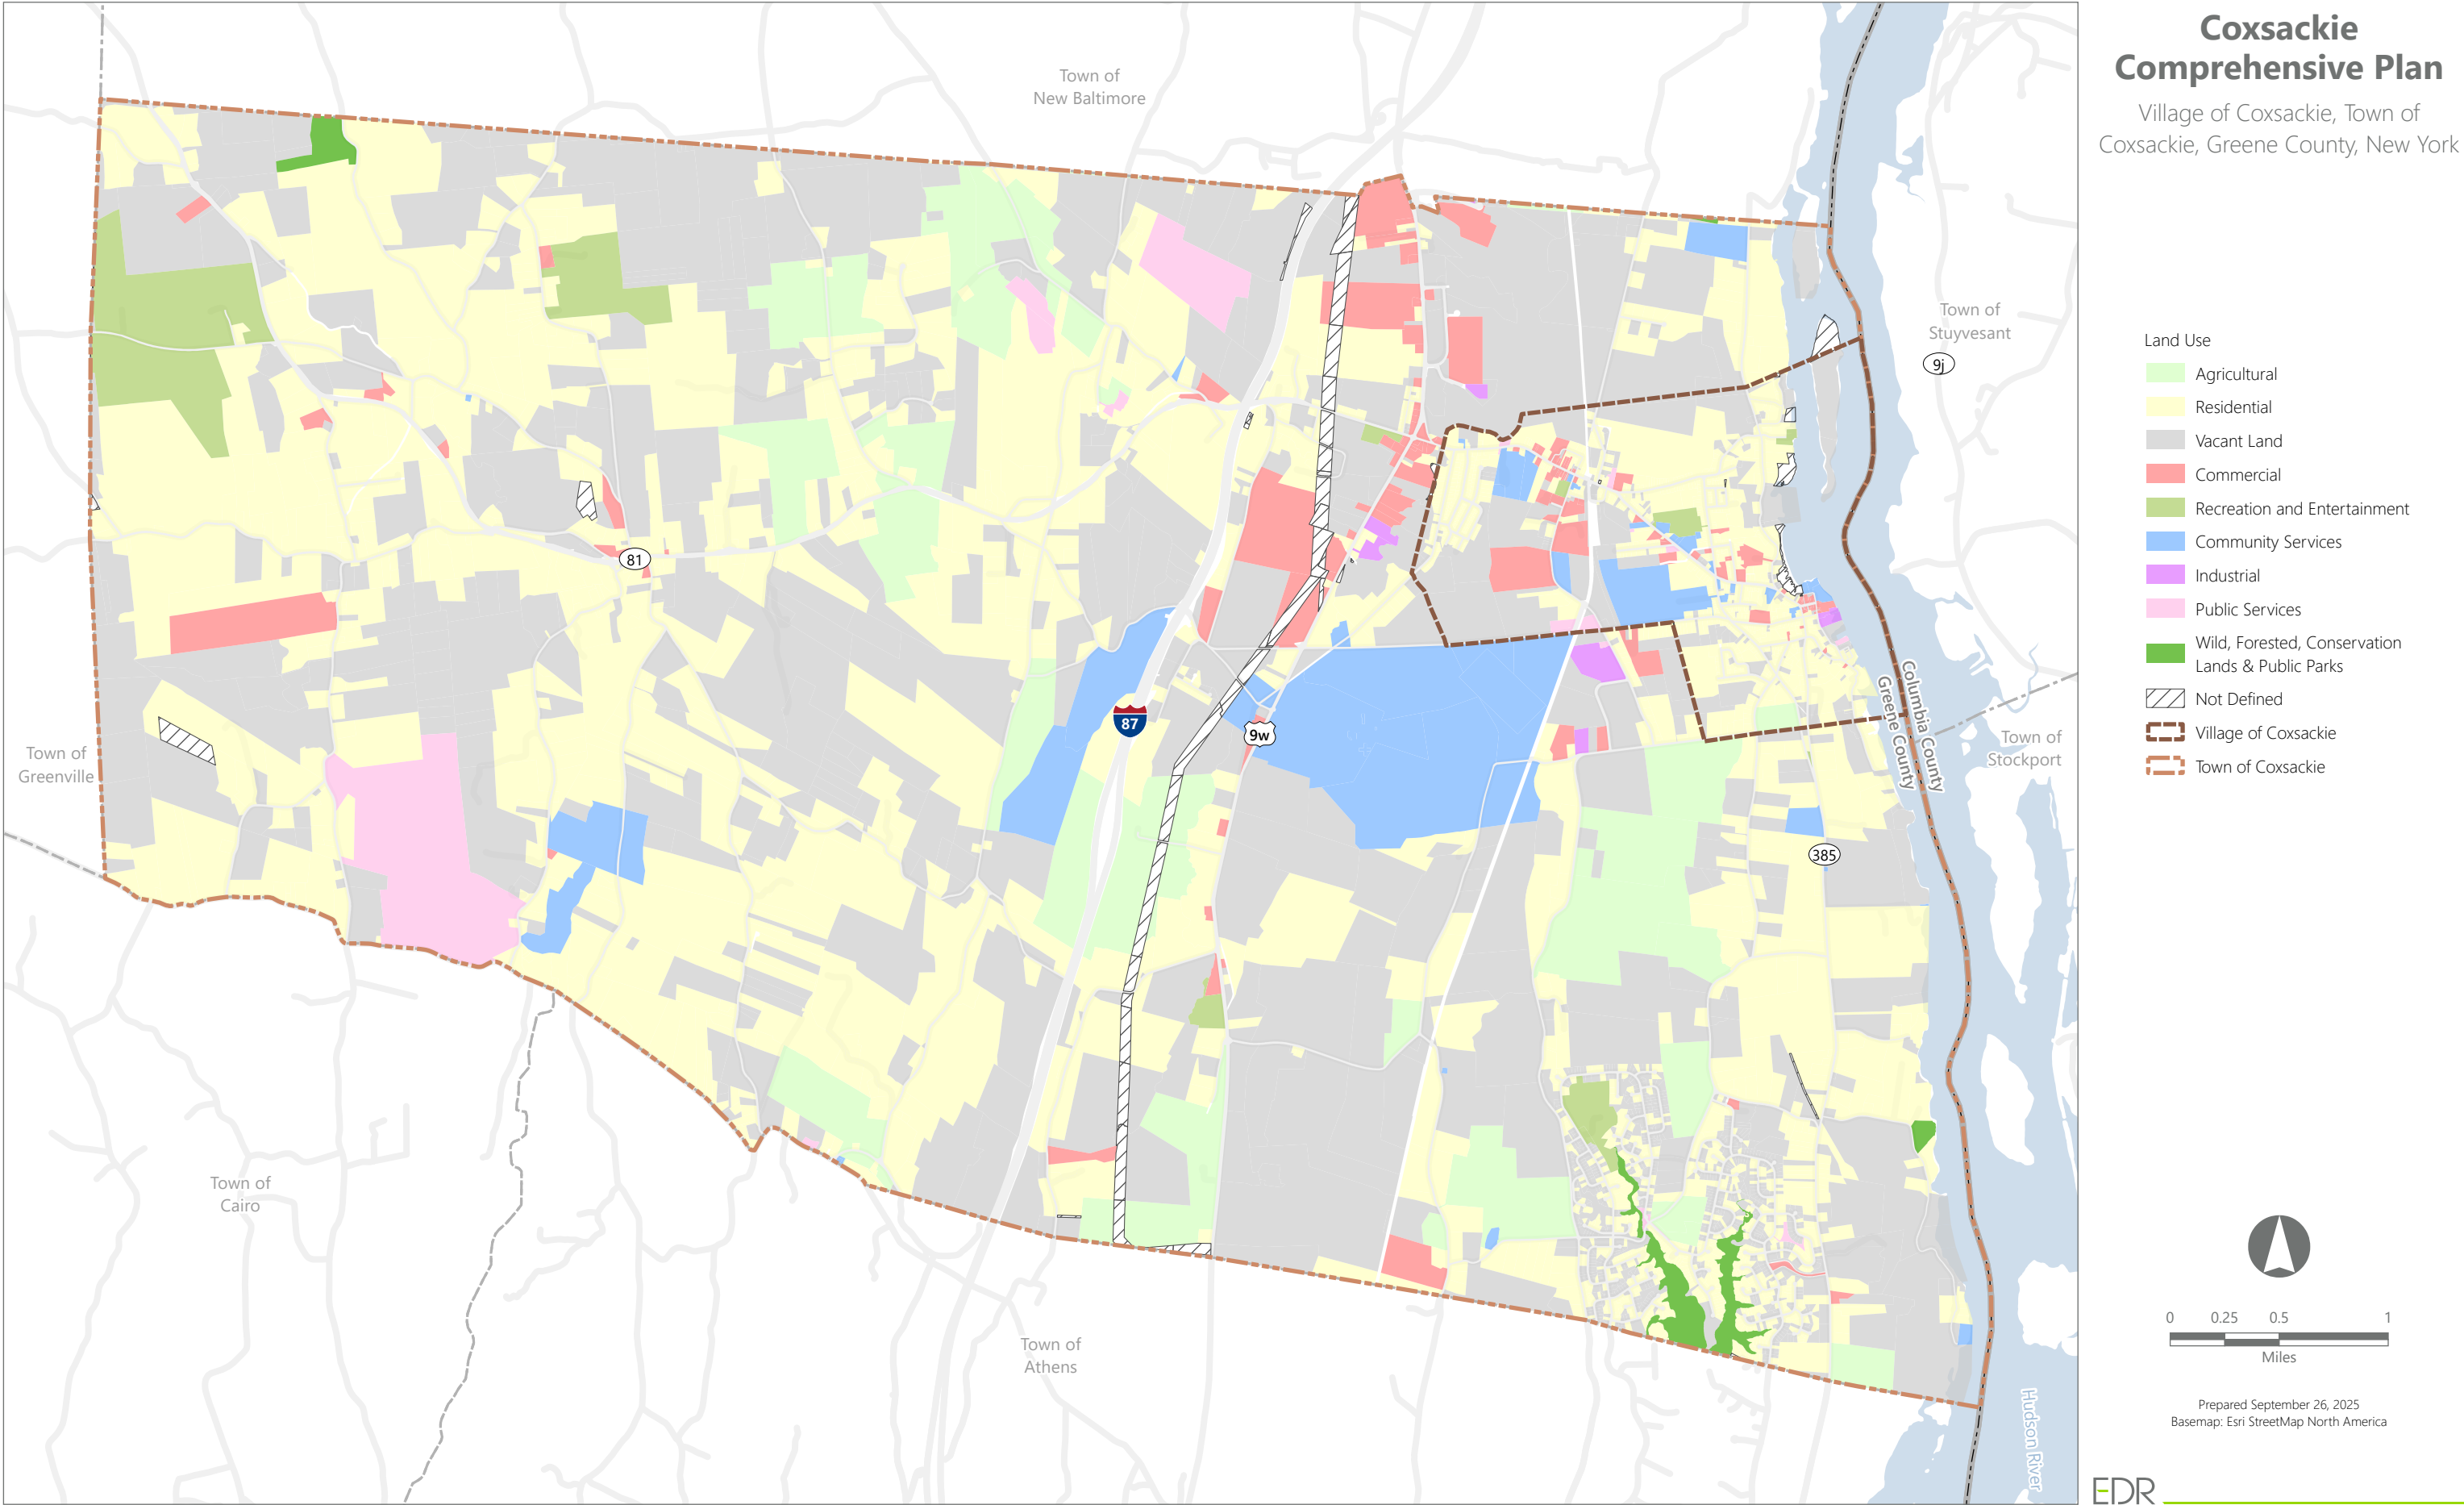 Coxsackie
Comprehensive Plan
Village of Coxsackie, Town of
Coxsackie, Greene County, New York
Land Use
Agricultural
Residential
Vacant Land
Commercial
Recreation and Entertainment
Community Services
Industrial
Public Services
Wild, Forested, Conservation
Lands & Public Parks
Not Defined
Village of Coxsackie
Town of Coxsackie
0 0.25 0.5 1
Miles
Prepared September 26, 2025
Basemap: Esri StreetMap North America
EDR
Town of
New Baltimore
Town of
Stuyvesant
9j
81
87
9w
385
Columbia County
Greene County
Town of
Stockport
Town of
Greenville
Town of
Cairo
Town of
Athens
Hudson River